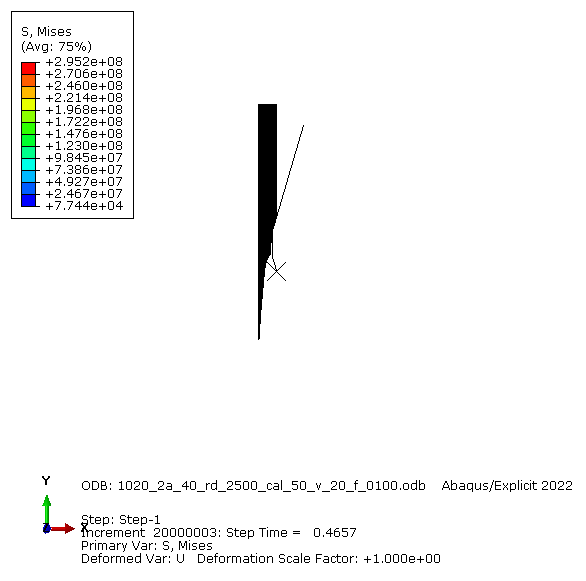 S, Mises
(Avg: 75%)
+2.952e+08
+2.706e+08
+2.460e+08
+2.214e+08
+1.968e+08
+1.722e+08
+1.476e+08
+1.230e+08
+9.845e+07
+7.386e+07
+4.927e+07
+2.467e+07
+7.744e+04
Y
ODB: 1020_2a_40_rd_2500_cal_50_v_20_f_0100.odb Abaqus/Explicit 2022
Z X
Step: Step-1
Increment 20000003: Step Time = 0.4657
Primary Var: S, Mises
Deformed Var: U Deformation Scale Factor: +1.000e+00